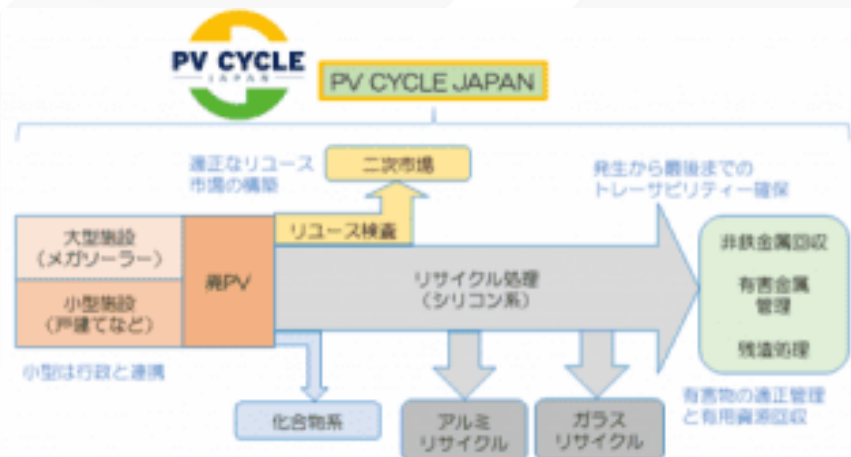 PV CYCLE
JAPAN
PV CYCLE JAPAN
適正なリユース
市場の構築
二次市場
発生から最後までの
トレーサビリティー確保
大型施設
(メガソーラー)
リユース検査
廃PV
小型施設
(戸建てなど)
リサイクル処理
(シリコン系)
非鉄金属回収
有害金属
管理
残渣処理
小型は行政と連携
化合物系
アルミ
リサイクル
ガラス
リサイクル
有害物の適正管理
と有用資源回収